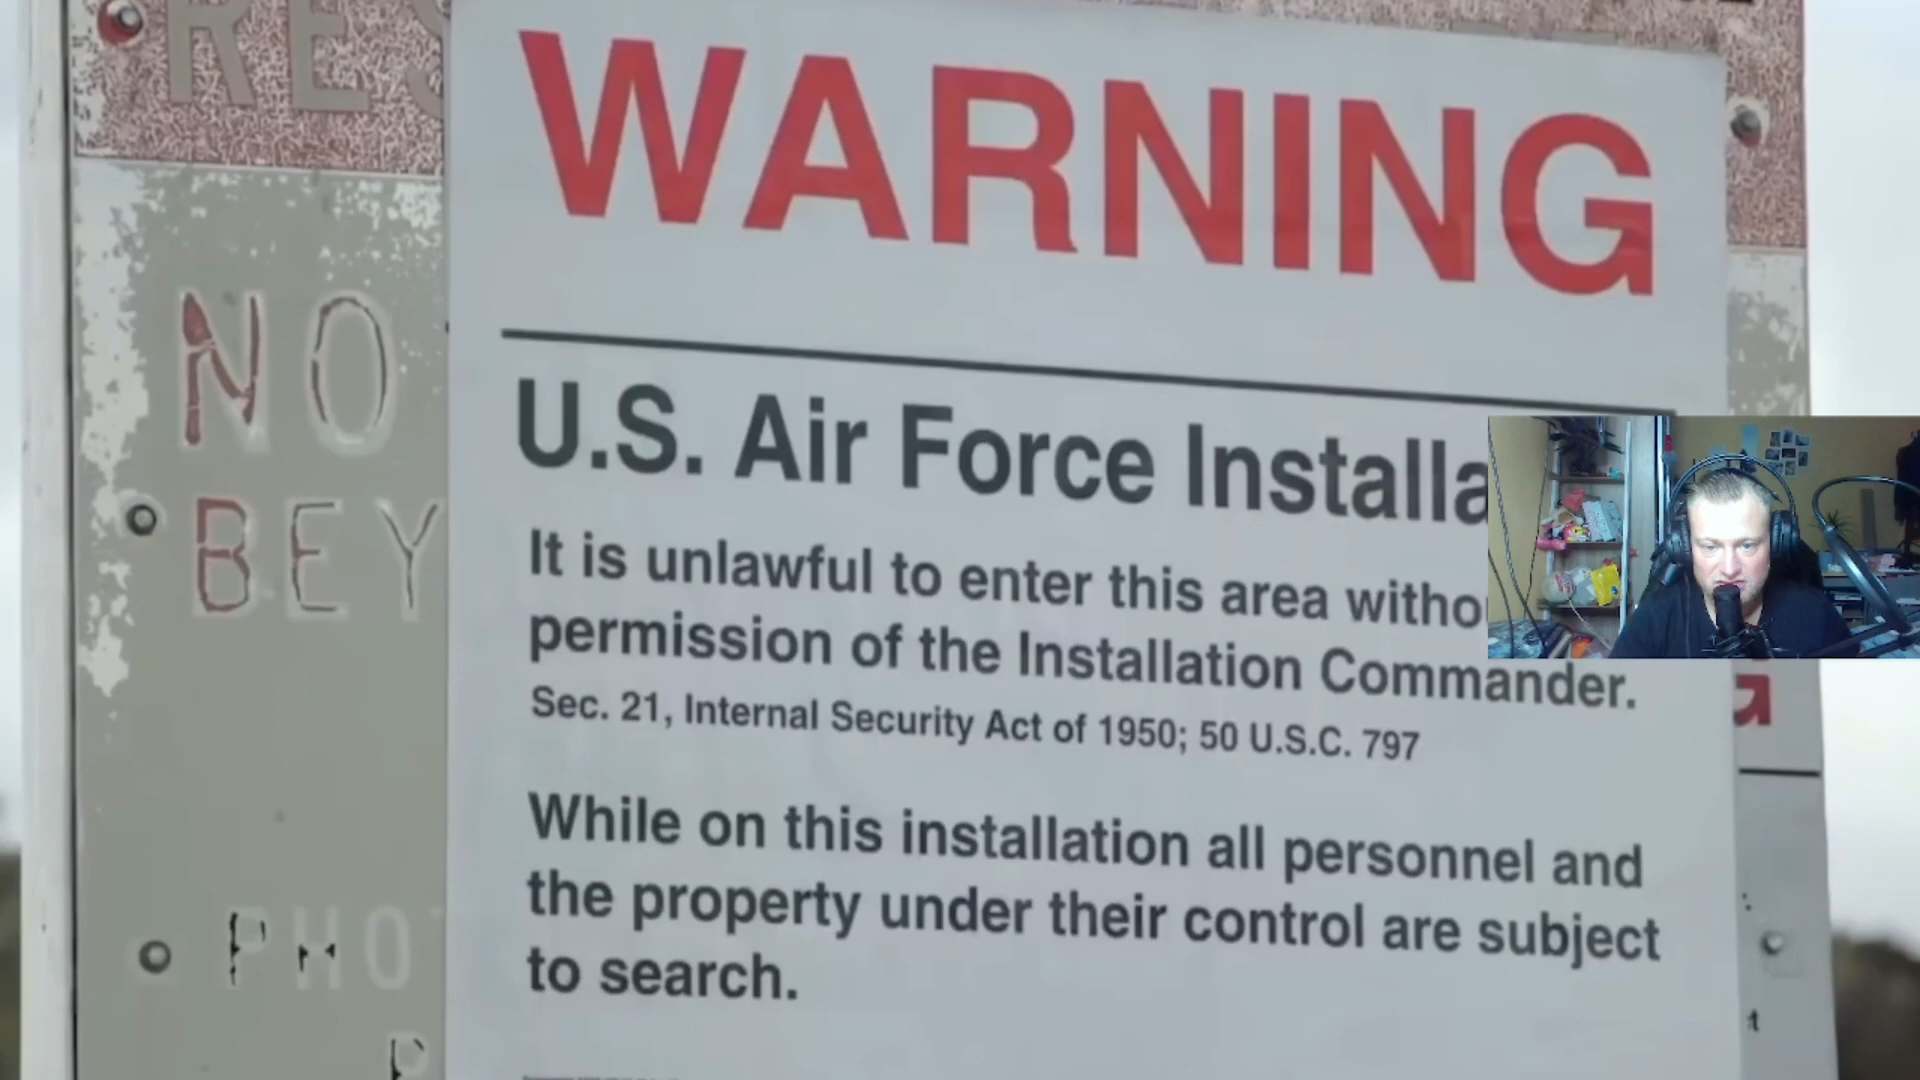 RES
NO
BEY
PHO
P
WARNING
U.S. Air Force Installa
It is unlawful to enter this area witho
permission of the Installation Commander.
Sec. 21, Internal Security Act of 1950; 50 U.S.C. 797
While on this installation all personnel and
the property under their control are subject
to search.
G
t